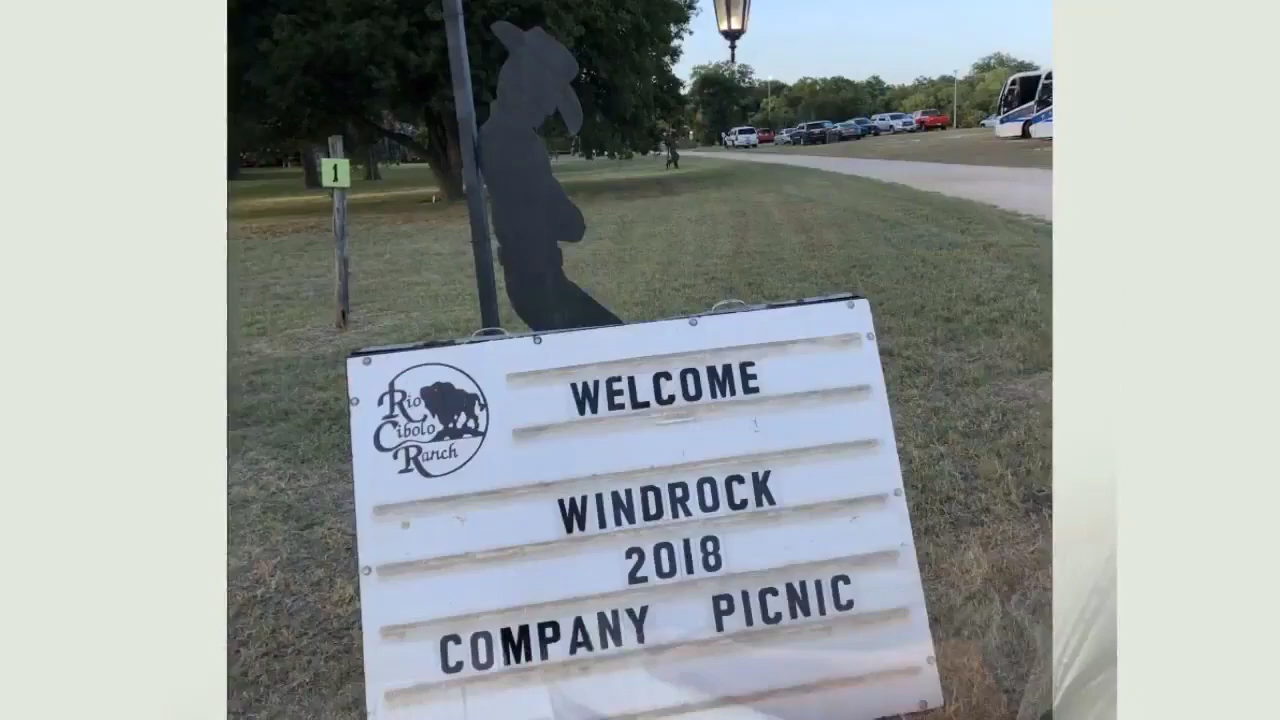 1
Rio
Cibolo
Ranch
WELCOME
WINDROCK
2018
COMPANY PICNIC